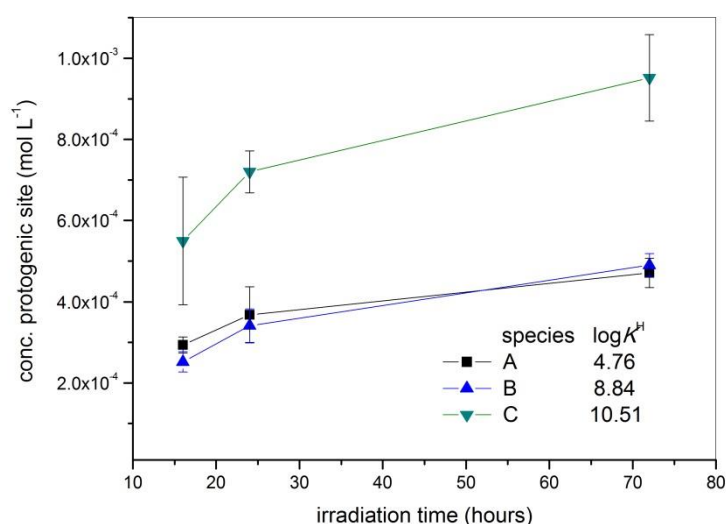 1.0x10⁻³
8.0x10⁻⁴
6.0x10⁻⁴
4.0x10⁻⁴
2.0x10⁻⁴
conc. protogenic site (mol L⁻¹)
species logKᴴ
A 4.76
B 8.84
C 10.51
10 20 30 40 50 60 70 80
irradiation time (hours)